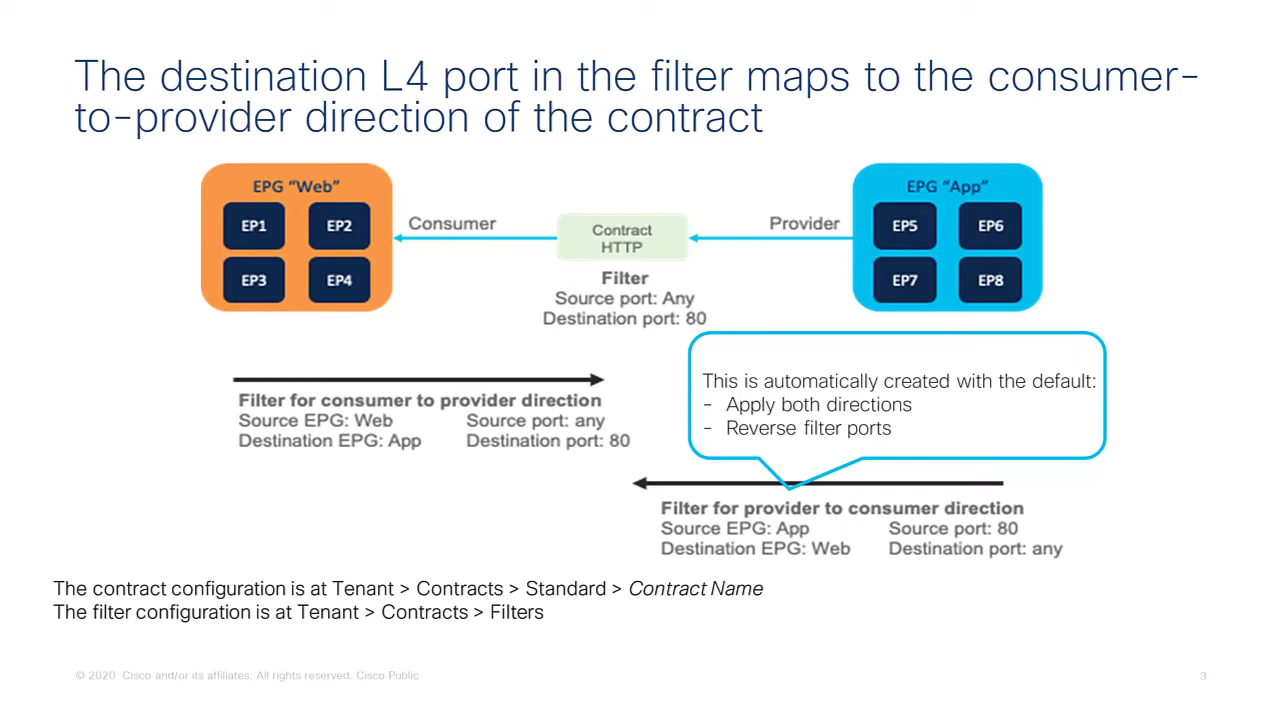 The destination L4 port in the filter maps to the consumer-
to-provider direction of the contract
EPG “Web”
EP1
EP2
EP3
EP4
Consumer
Contract
HTTP
Provider
EPG “App”
EP5
EP6
EP7
EP8
Filter
Source port: Any
Destination port: 80
This is automatically created with the default:
- Apply both directions
- Reverse filter ports
Filter for consumer to provider direction
Source EPG: Web Source port: any
Destination EPG: App Destination port: 80
Filter for provider to consumer direction
Source EPG: App Source port: 80
Destination EPG: Web Destination port: any
The contract configuration is at Tenant > Contracts > Standard > Contract Name
The filter configuration is at Tenant > Contracts > Filters
© 2020 Cisco and/or its affiliates. All rights reserved. Cisco Public
3